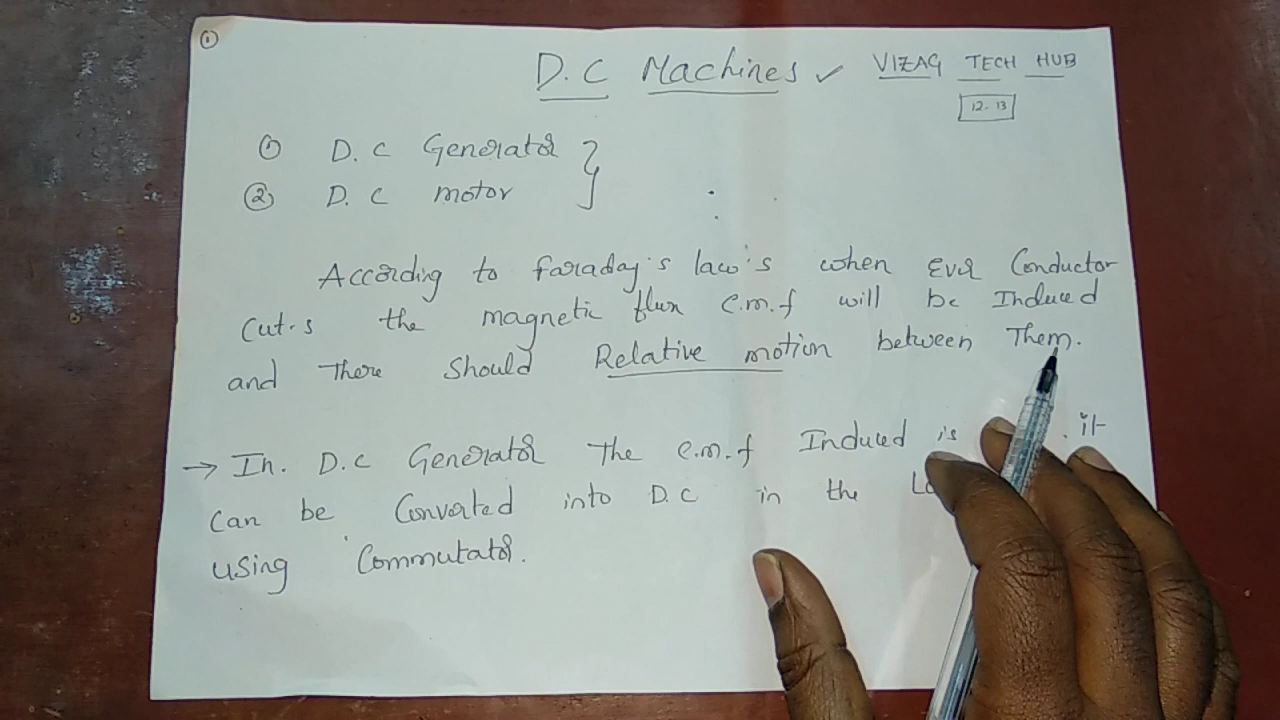 ①
D.C Machines ✓
VIZAG TECH HUB
12.13
① D.C Generator
② D.C motor
According to faraday's law's when ever Conductor
cut's the magnetic flux e.m.f will be Induced
and There should Relative motion between Them.
→ In. D.C Generator The e.m.f Induced is it
can be Converted into D.C in the
using Commutator.